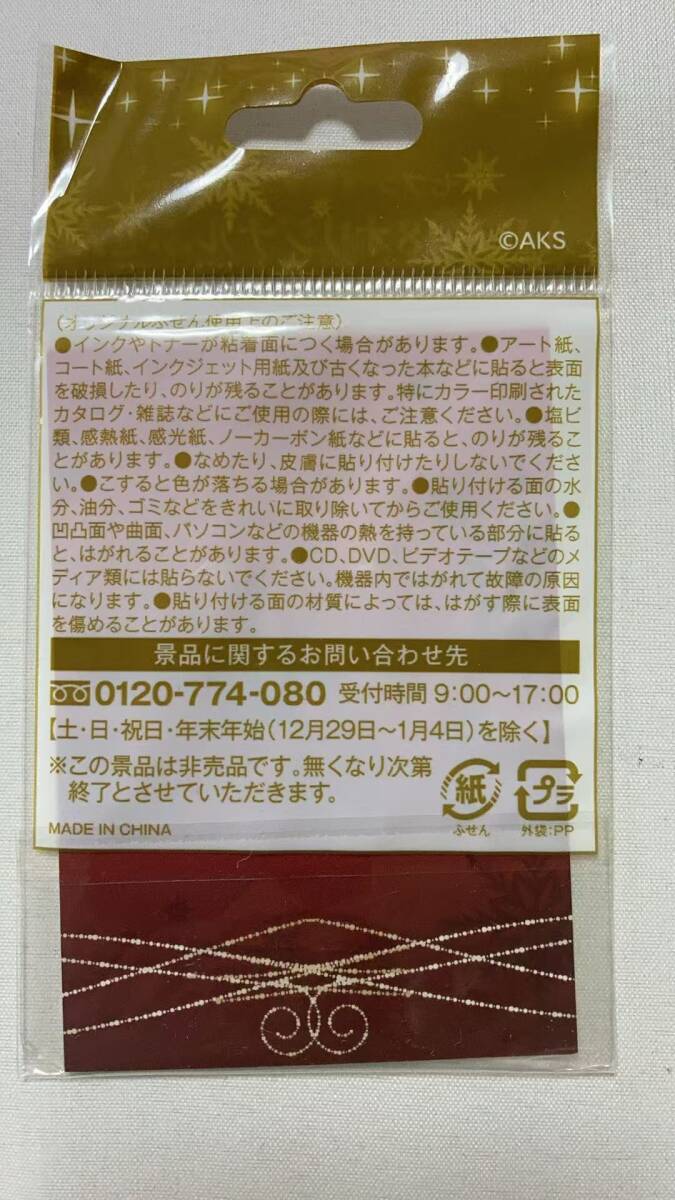 ©AKS
〈オリジナルふせん使用上のご注意〉
●インクやトナーが粘着面につく場合があります。●アート紙、
コート紙、インクジェット用紙及び古くなった本などに貼ると表面
を破損したり、のりが残ることがあります。特にカラー印刷された
カタログ・雑誌などにご使用の際には、ご注意ください。●塩ビ
類、感熱紙、感光紙、ノーカーボン紙などに貼ると、のりが残るこ
とがあります。●なめたり、皮膚に貼り付けたりしないでくださ
い。●こすると色が落ちる場合があります。●貼り付ける面の水
分、油分、ゴミなどをきれいに取り除いてからご使用ください。●
凹凸面や曲面、パソコンなどの機器の熱を持っている部分に貼る
と、はがれることがあります。●CD、DVD、ビデオテープなどのメ
ディア類には貼らないでください。機器内ではがれて故障の原因
になります。●貼り付ける面の材質によっては、はがす際に表面
を傷めることがあります。
景品に関するお問い合わせ先
0120-774-080 受付時間 9:00〜17:00
【土・日・祝日・年末年始(12月29日〜1月4日)を除く】
※この景品は非売品です。無くなり次第
終了とさせていただきます。
紙 プラ
MADE IN CHINA ふせん 外袋:PP